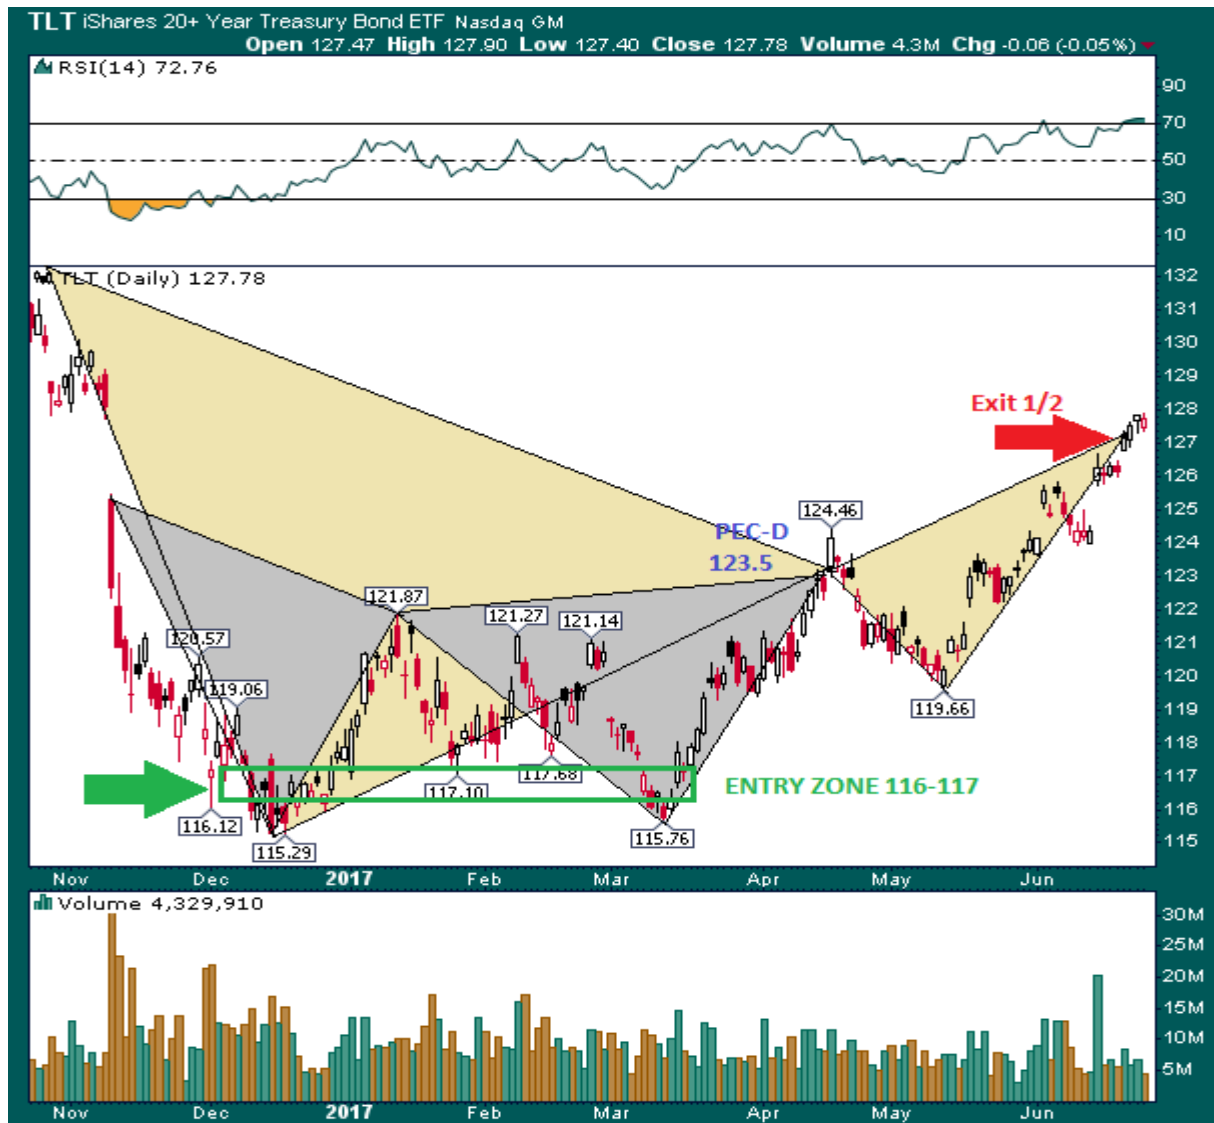 TLT iShares 20+ Year Treasury Bond ETF Nasdaq GM
Open 127.47 High 127.90 Low 127.40 Close 127.78 Volume 4.3M Chg -0.06 (-0.05%)
RSI(14) 72.76
90
70
50
30
10
TLT (Daily) 127.78
132
131
130
129
128
127
126
125
124
123
122
121
120
119
118
117
116
115
Exit 1/2
124.46
PEC-D
123.5
121.87
121.27
121.14
120.57
119.06
119.66
117.68
117.10
ENTRY ZONE 116-117
116.12
115.29
115.76
Nov Dec 2017 Feb Mar Apr May Jun
Volume 4,329,910
30M
25M
20M
15M
10M
5M
Nov Dec 2017 Feb Mar Apr May Jun